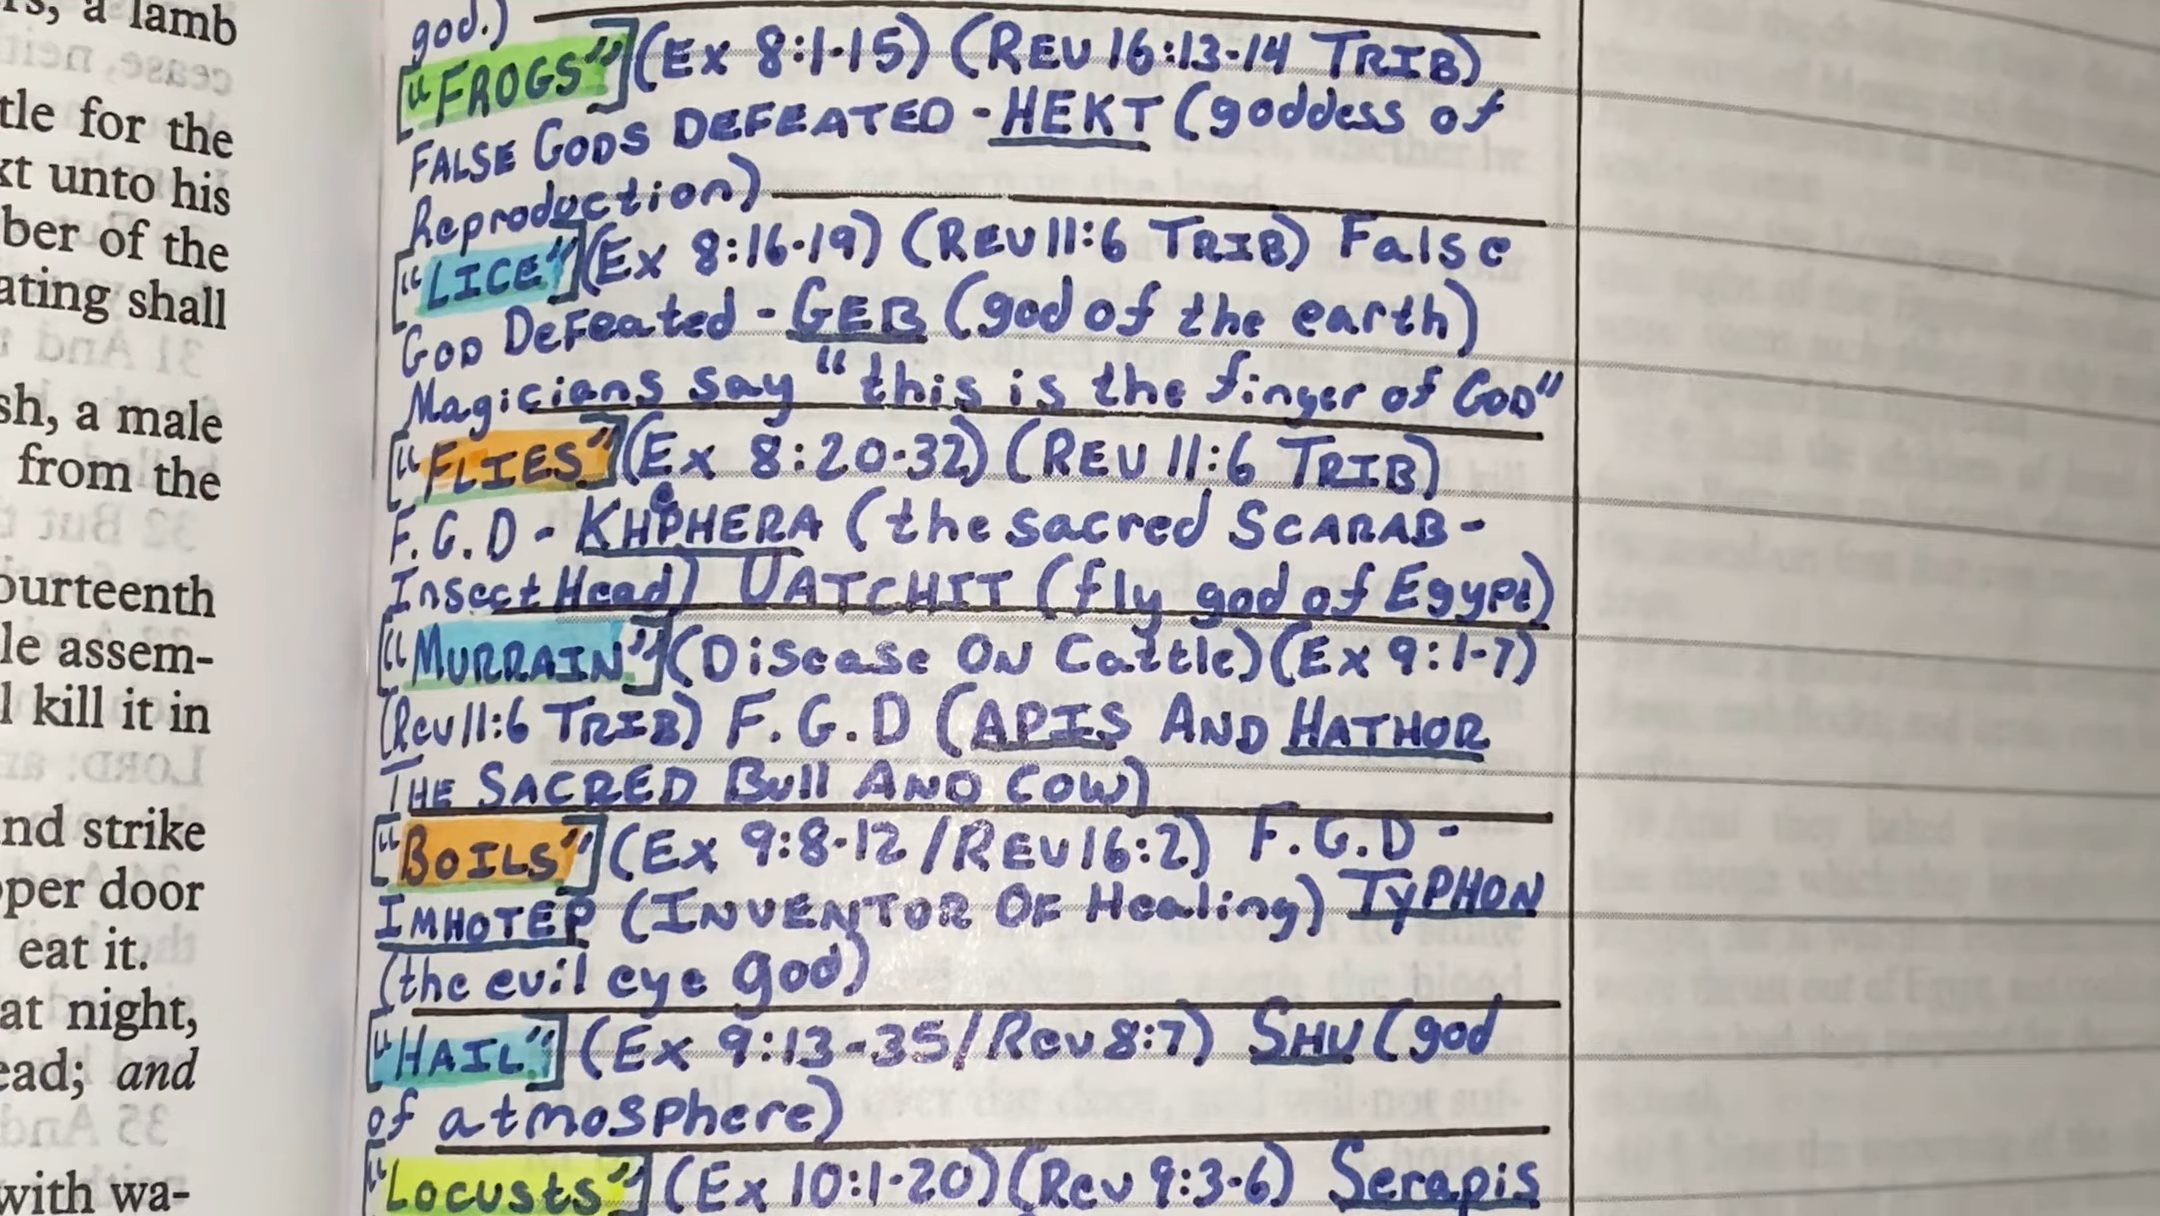 rs, a lamb
tle for the
xt unto his
ber of the
ating shall
sh, a male
from the
ourteenth
le assem-
l kill it in
nd strike
pper door
eat it.
at night,
ead; and
with wa-
god.)
["FROGS"] (Ex 8:1-15) (REV 16:13-14 TRIB)
FALSE GODS DEFEATED - HEKT (goddess of
Reproduction)
["LICE"] (Ex 8:16-19) (REV 11:6 TRIB) False
GOD Defeated - GEB (god of the earth)
Magicians say "this is the finger of GOD"
["FLIES"] (Ex 8:20-32) (REV 11:6 TRIB)
F.G.D - KHePHERA (the sacred SCARAB-
Insect Head) UATCHIT (fly god of Egypt)
["MURRAIN"] (Disease ON Cattle) (Ex 9:1-7)
(Rev 11:6 TRIB) F.G.D (APIS AND HATHOR
THE SACRED Bull AND COW)
["BOILS"] (Ex 9:8-12 / REV 16:2) F.G.D -
IMHOTEP (INVENTOR OF Healing) TYPHON
(the evil eye god)
["HAIL"] (Ex 9:13-35 / Rev 8:7) SHU (god
of atmosphere)
["Locusts"] (Ex 10:1-20) (Rev 9:3-6) Serapis